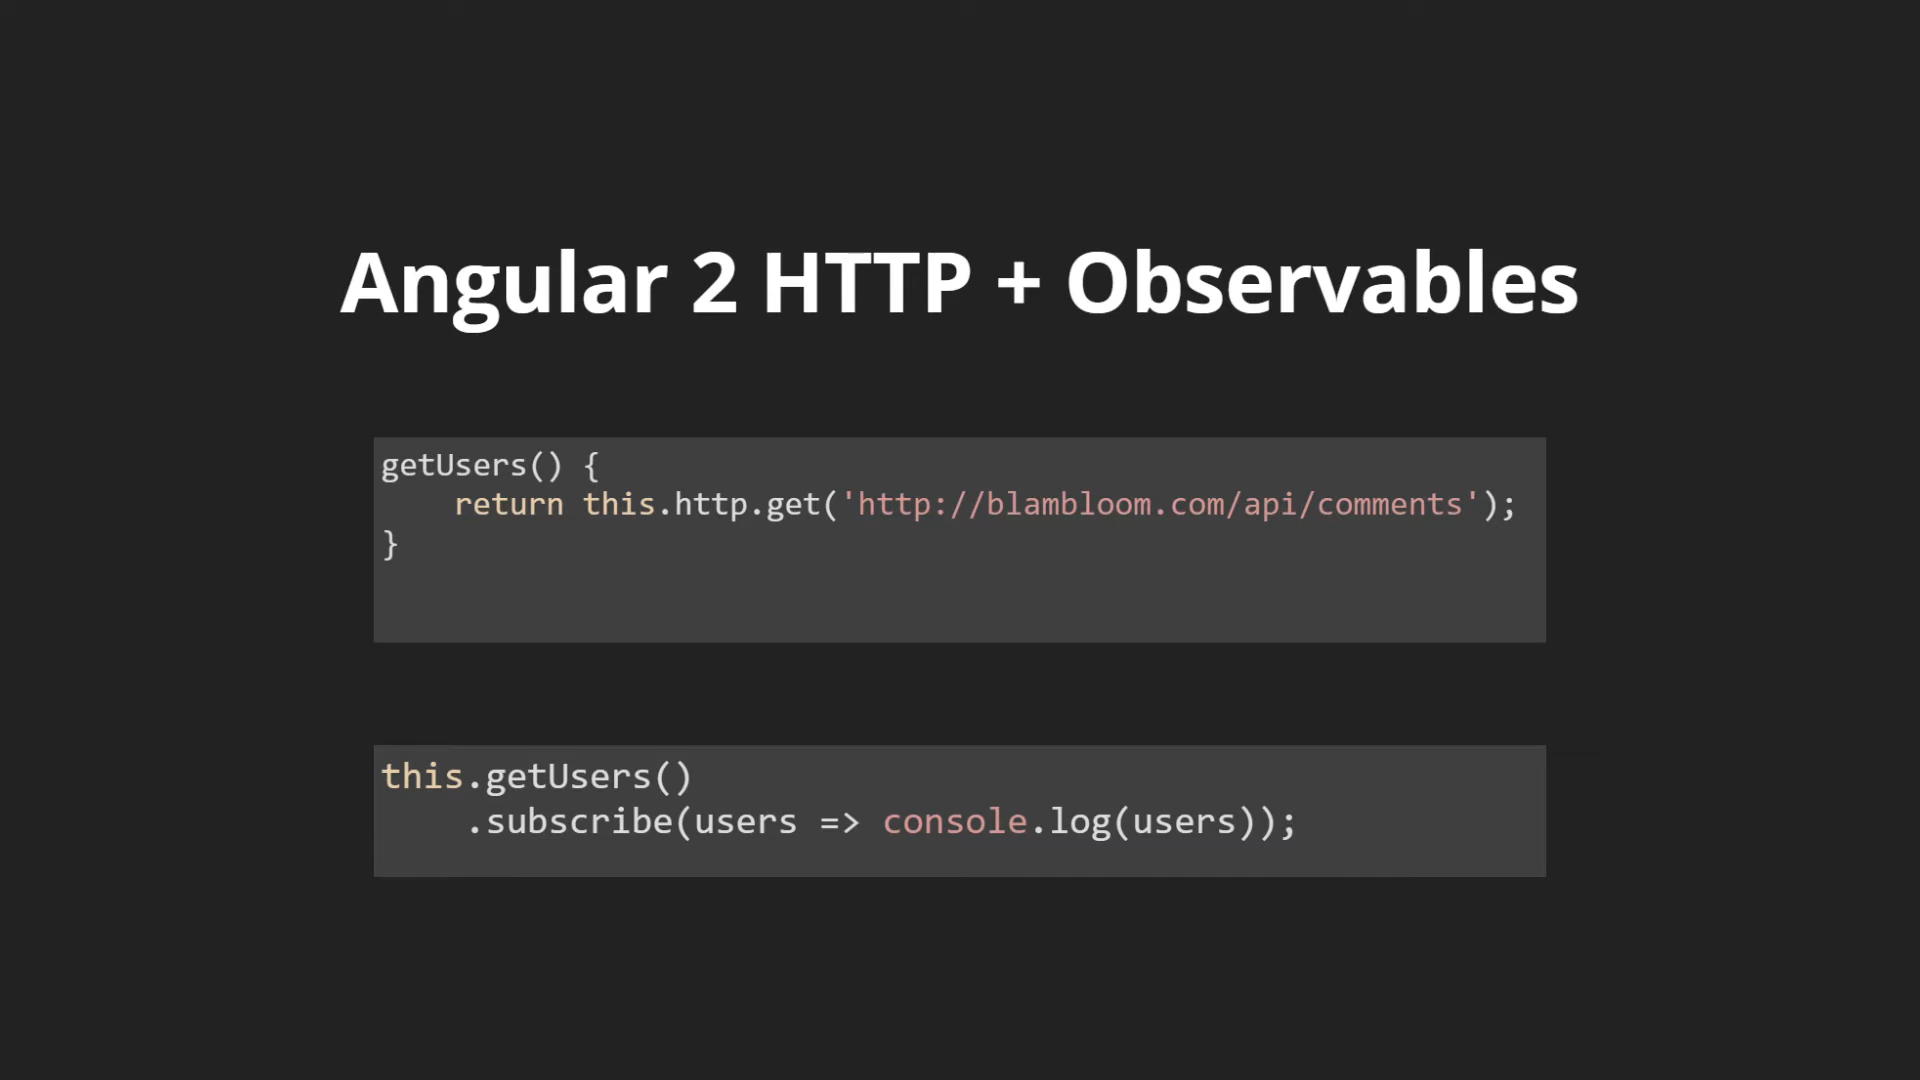 Angular 2 HTTP + Observables
getUsers() {
    return this.http.get('http://blambloom.com/api/comments');
}
this.getUsers()
    .subscribe(users => console.log(users));